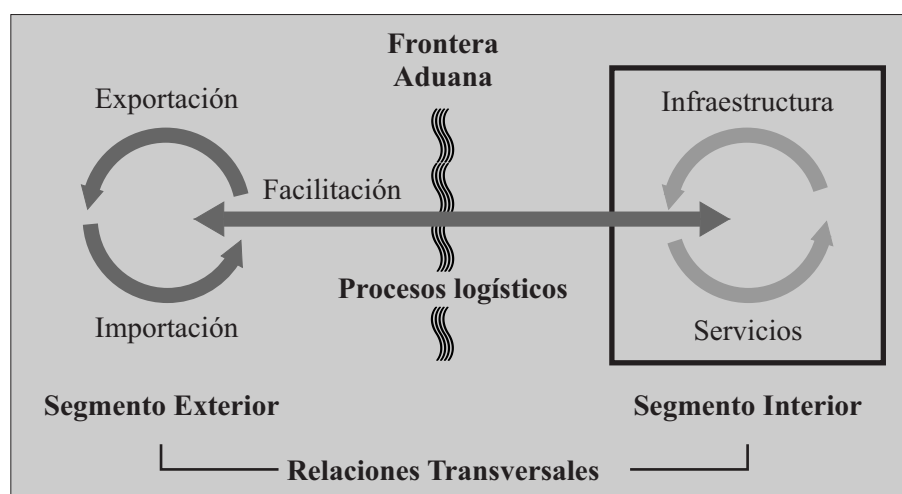 Frontera
Aduana
Exportación
Infraestructura
Facilitación
Procesos logísticos
Importación
Servicios
Segmento Exterior
Segmento Interior
Relaciones Transversales